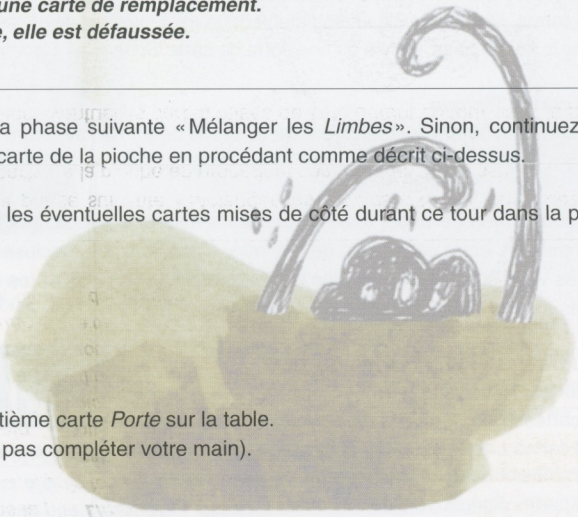 une carte de remplacement.
e, elle est défaussée.
a phase suivante «Mélanger les Limbes». Sinon, continuez
carte de la pioche en procédant comme décrit ci-dessus.
les éventuelles cartes mises de côté durant ce tour dans la p
tième carte Porte sur la table.
pas compléter votre main).